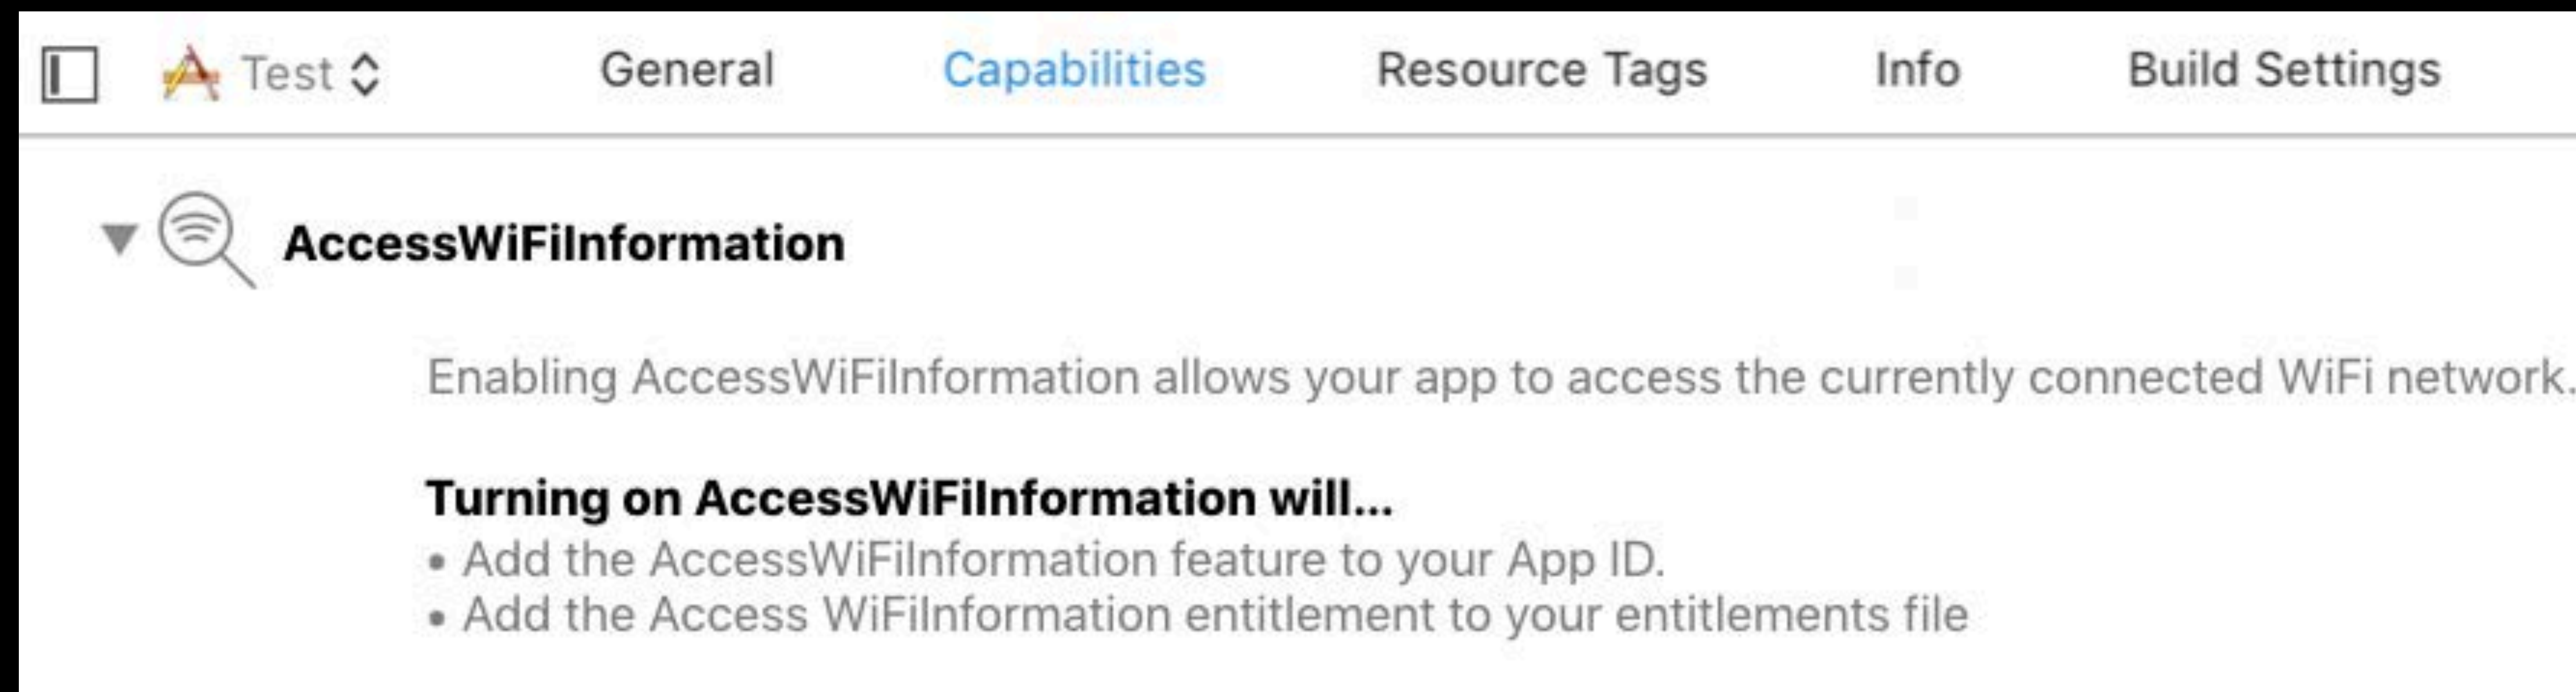 Test General Capabilities Resource Tags Info Build Settings
AccessWiFiInformation
Enabling AccessWiFiInformation allows your app to access the currently connected WiFi network.
Turning on AccessWiFiInformation will...
• Add the AccessWiFiInformation feature to your App ID.
• Add the Access WiFiInformation entitlement to your entitlements file